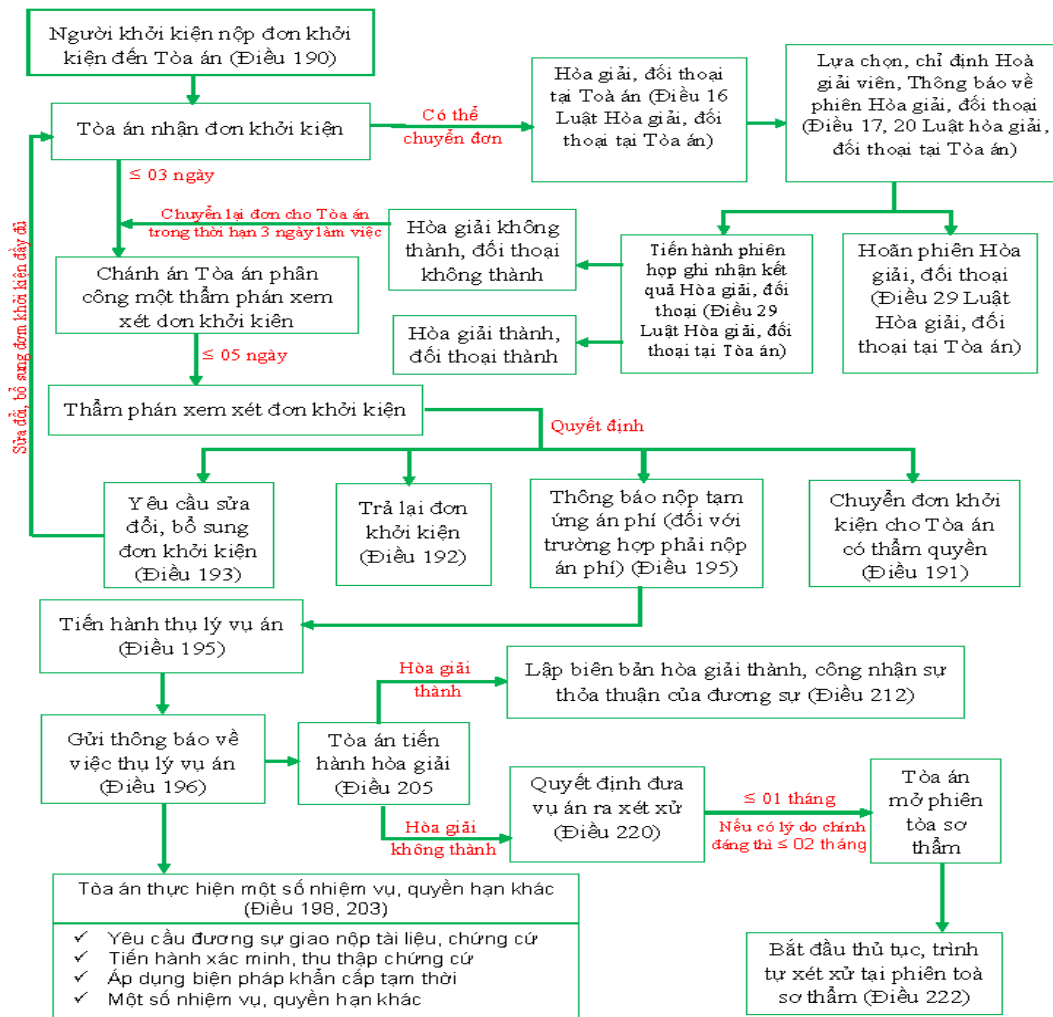 Người khởi kiện nộp đơn khởi
kiện đến Tòa án (Điều 190)
Tòa án nhận đơn khởi kiện
Có thể
chuyển đơn
Hòa giải, đối thoại
tại Toà án (Điều 16
Luật Hòa giải, đối
thoại tại Tòa án)
Lựa chọn, chỉ định Hoà
giải viên, Thông báo về
phiên Hòa giải, đối thoại
(Điều 17, 20 Luật hòa giải,
đối thoại tại Tòa án)
≤ 03 ngày
Chuyển lại đơn cho Tòa án
trong thời hạn 3 ngày làm việc
Hòa giải không
thành, đối thoại
không thành
Tiến hành phiên
họp ghi nhận kết
quả Hòa giải, đối
thoại (Điều 29
Luật Hòa giải, đối
thoại tại Tòa án)
Hoãn phiên Hòa
giải, đối thoại
(Điều 29 Luật
Hòa giải, đối
thoại tại Tòa án)
Chánh án Tòa án phân
công một thẩm phán xem
xét đơn khởi kiên
Hòa giải thành,
đối thoại thành
≤ 05 ngày
Sửa đổi, bổ sung đơm khởi kiện đầy đủ
Thẩm phán xem xét đơn khởi kiện
Quyết định
Yêu cầu sửa
đổi, bổ sung
đơn khởi kiện
(Điều 193)
Trả lại đơn
khởi kiện
(Điều 192)
Thông báo nộp tạm
ứng án phí (đối với
trường hợp phải nộp
án phí) (Điều 195)
Chuyển đơn khởi
kiện cho Tòa án
có thẩm quyền
(Điều 191)
Tiến hành thụ lý vụ án
(Điều 195)
Hòa giải
thành
Lập biên bản hòa giải thành, công nhận sự
thỏa thuận của đương sự (Điều 212)
Gửi thông báo về
việc thụ lý vụ án
(Điều 196)
Tòa án tiến
hành hòa giải
(Điều 205
Hòa giải
không thành
Quyết định đưa
vụ án ra xét xử
(Điều 220)
≤ 01 tháng
Nếu có lý do chính
đáng thì ≤ 02 tháng
Tòa án
mở phiên
tòa sơ
thẩm
Tòa án thực hiện một số nhiệm vụ, quyền hạn khác
(Điều 198, 203)
✓ Yêu cầu đương sự giao nộp tài liệu, chứng cứ
✓ Tiến hành xác minh, thu thập chứng cứ
✓ Áp dụng biện pháp khẩn cấp tạm thời
✓ Một số nhiệm vụ, quyền hạn khác
Bắt đầu thủ tục, trình
tự xét xử tại phiên toà
sơ thẩm (Điều 222)